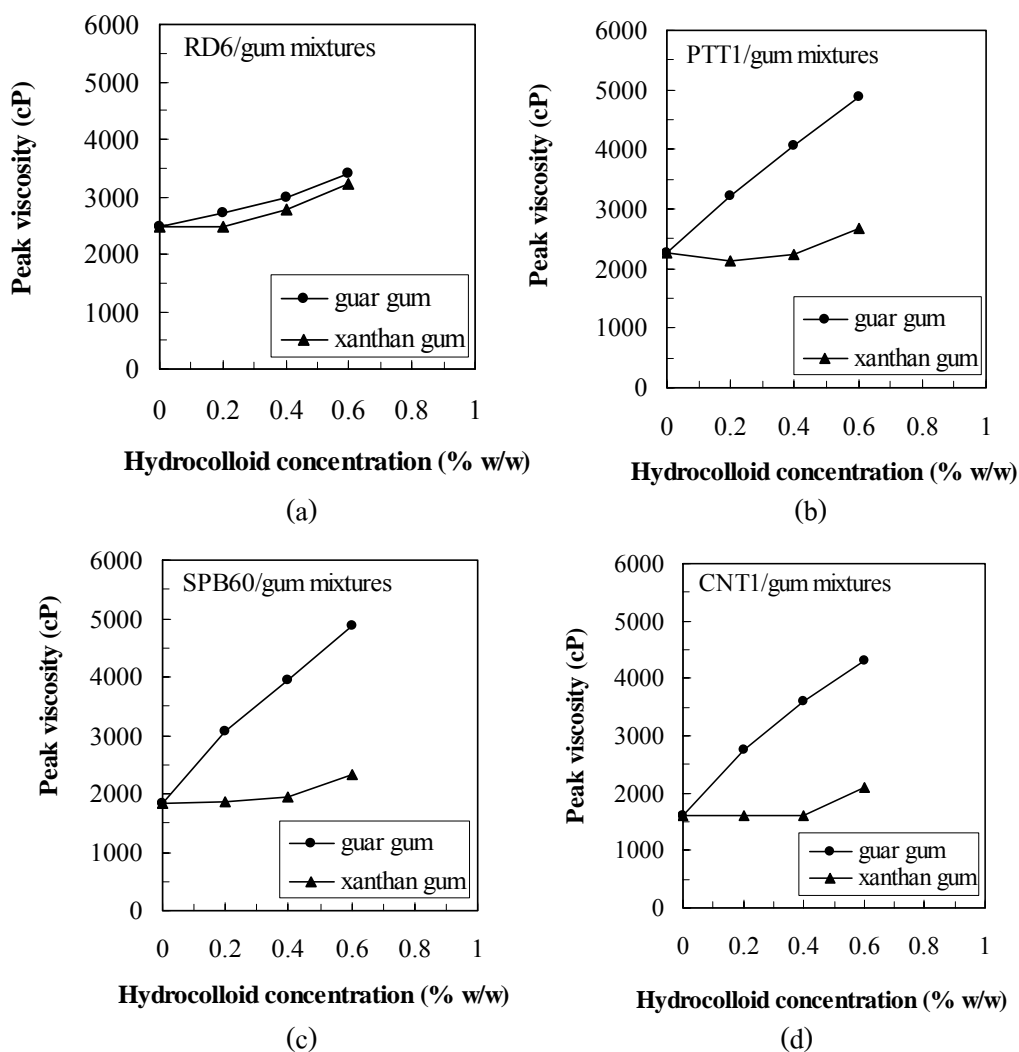 RD6/gum mixtures
Peak viscosity (cP)
6000
5000
4000
3000
2000
1000
0
guar gum
xanthan gum
0 0.2 0.4 0.6 0.8 1
Hydrocolloid concentration (% w/w)
(a)
PTT1/gum mixtures
Peak viscosity (cP)
6000
5000
4000
3000
2000
1000
0
guar gum
xanthan gum
0 0.2 0.4 0.6 0.8 1
Hydrocolloid concentration (% w/w)
(b)
SPB60/gum mixtures
Peak viscosity (cP)
6000
5000
4000
3000
2000
1000
0
guar gum
xanthan gum
0 0.2 0.4 0.6 0.8 1
Hydrocolloid concentration (% w/w)
(c)
CNT1/gum mixtures
Peak viscosity (cP)
6000
5000
4000
3000
2000
1000
0
guar gum
xanthan gum
0 0.2 0.4 0.6 0.8 1
Hydrocolloid concentration (% w/w)
(d)